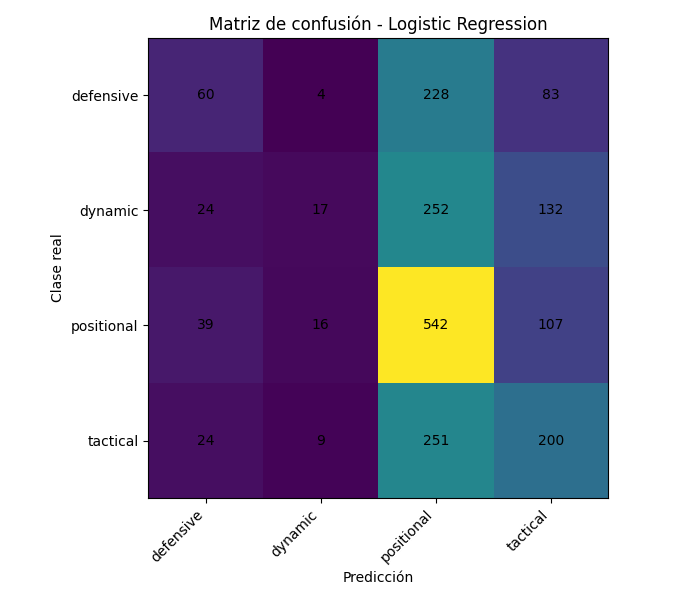 Matriz de confusión - Logistic Regression
Clase real
defensive 60 4 228 83
dynamic 24 17 252 132
positional 39 16 542 107
tactical 24 9 251 200
defensive dynamic positional tactical
Predicción